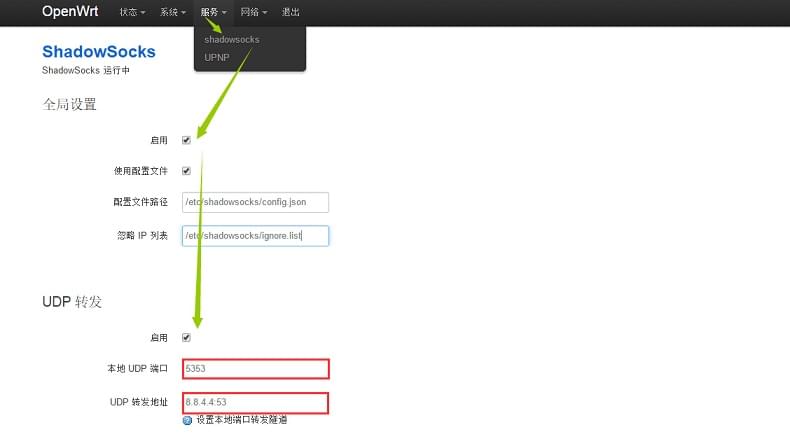 OpenWrt 状态 系统 服务 网络 退出
shadowsocks
UPNP
ShadowSocks
ShadowSocks 运行中
全局设置
启用
使用配置文件
配置文件路径 /etc/shadowsocks/config.json
忽略 IP 列表 /etc/shadowsocks/ignore.list
UDP 转发
启用
本地 UDP 端口 5353
UDP 转发地址 8.8.4.4:53
设置本地端口转发隧道